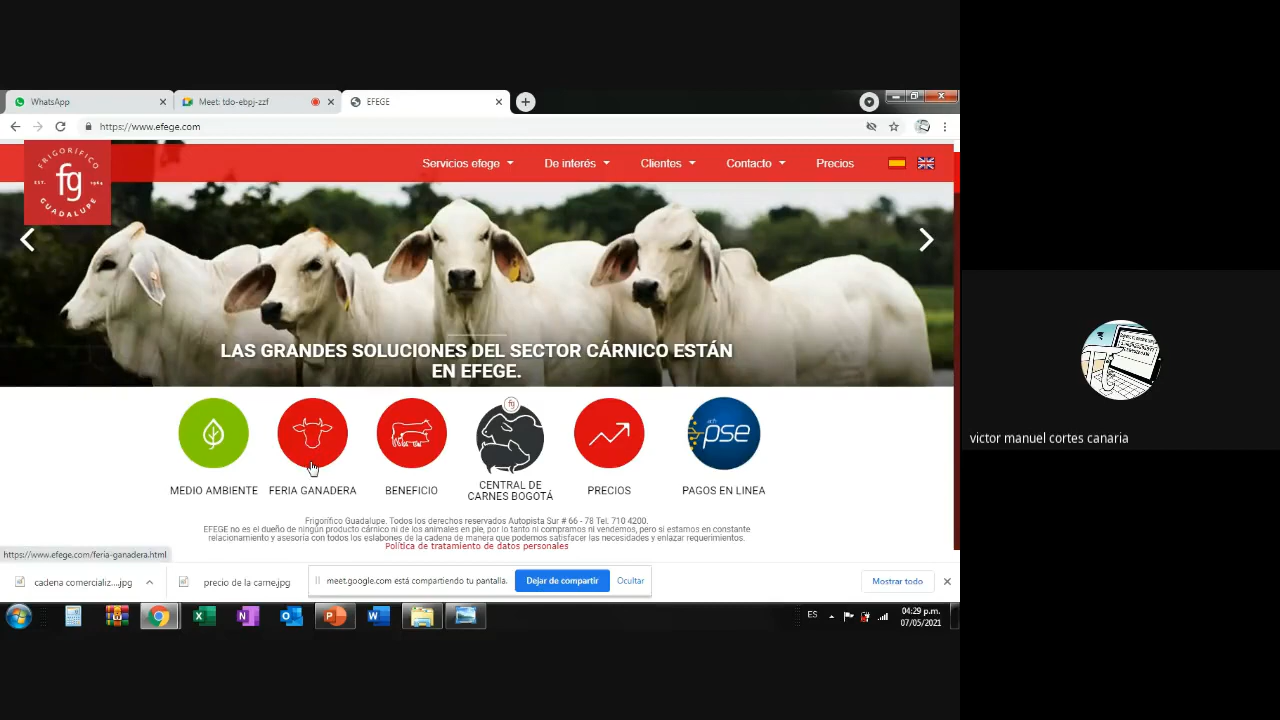 WhatsApp
Meet: tdo-ebpj-zzf
EFEGE
https://www.efege.com
FRIGORÍFICO
EST.
fg
GUADALUPE
Servicios efege
De interés
Clientes
Contacto
Precios
LAS GRANDES SOLUCIONES DEL SECTOR CÁRNICO ESTÁN
EN EFEGE.
fg
pse
MEDIO AMBIENTE
FERIA GANADERA
BENEFICIO
CENTRAL DE
CARNES BOGOTÁ
PRECIOS
PAGOS EN LINEA
Frigorífico Guadalupe. Todos los derechos reservados Autopista Sur # 66 - 78 Tel. 710 4200.
EFEGE no es el dueño de ningún producto cárnico ni de los animales en pie, por lo tanto ni compramos ni vendemos, pero si estamos en constante
relacionamiento y asesoría con todos los eslabones de la cadena de manera que podemos satisfacer las necesidades y enlazar requerimientos.
Política de tratamiento de datos personales
https://www.efege.com/feria-ganadera.html
cadena comercializ....jpg
precio de la carne.jpg
meet.google.com está compartiendo tu pantalla.
Dejar de compartir
Ocultar
Mostrar todo
ES
04:29 p.m.
07/05/2021
victor manuel cortes canaria